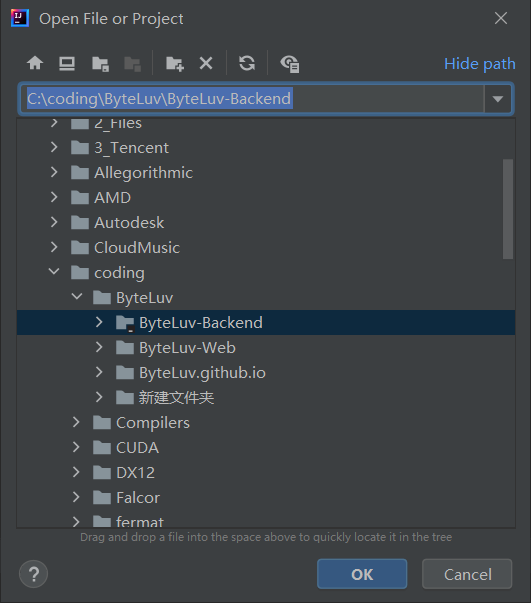 Open File or Project
Hide path
C:\coding\ByteLuv\ByteLuv-Backend
2_Files
3_Tencent
Allegorithmic
AMD
Autodesk
CloudMusic
coding
ByteLuv
ByteLuv-Backend
ByteLuv-Web
ByteLuv.github.io
新建文件夹
Compilers
CUDA
DX12
Falcor
fermat
Drag and drop a file into the space above to quickly locate it in the tree
?
OK
Cancel